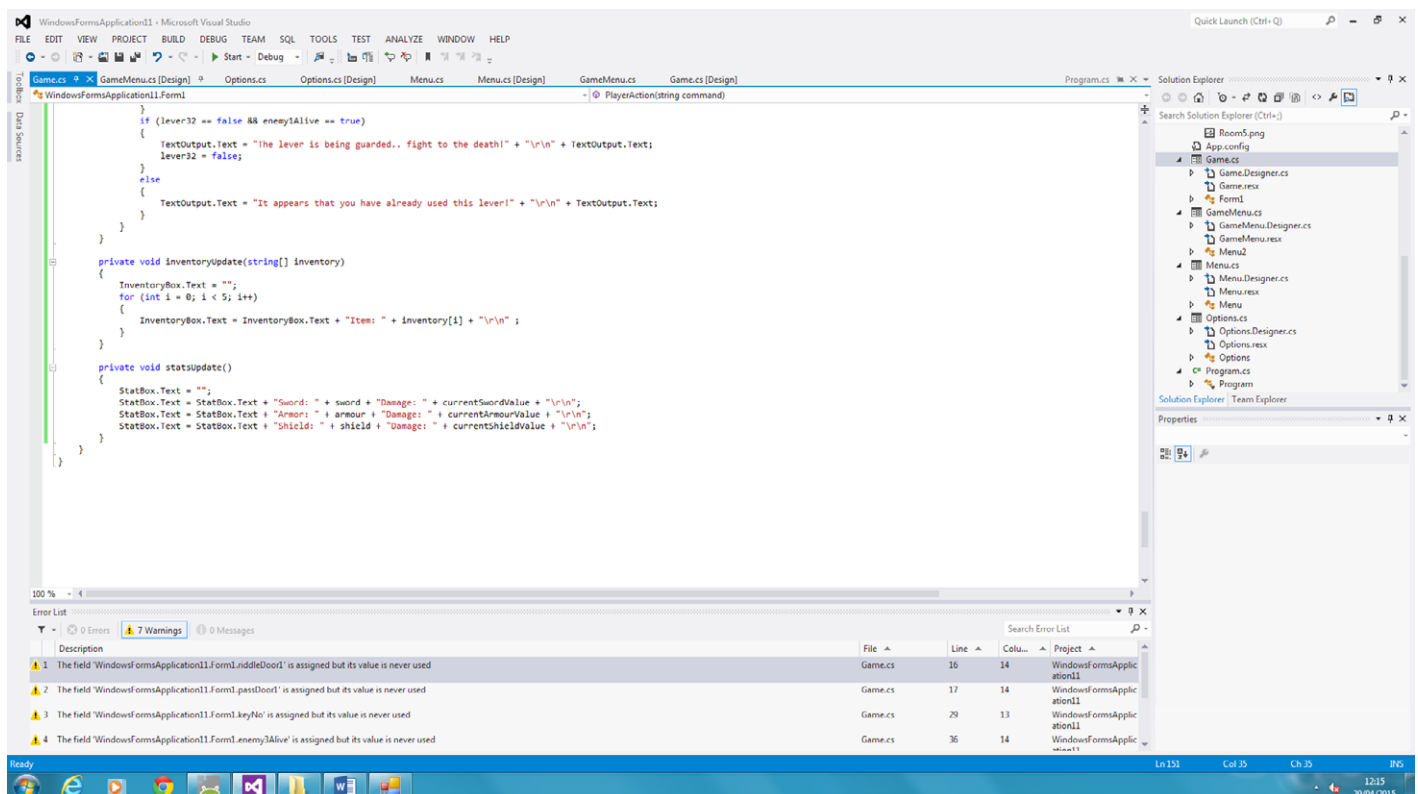 WindowsFormsApplication11 - Microsoft Visual Studio
Quick Launch (Ctrl+Q)
FILE EDIT VIEW PROJECT BUILD DEBUG TEAM SQL TOOLS TEST ANALYZE WINDOW HELP
Start - Debug
Toolbox
Data Sources
Game.cs GameMenu.cs [Design] Options.cs Options.cs [Design] Menu.cs Menu.cs [Design] GameMenu.cs Game.cs [Design] Program.cs
WindowsFormsApplication11.Form1 PlayerAction(string command)
}
if (lever32 == false && enemy1Alive == true)
{
TextOutput.Text = "The lever is being guarded.. fight to the death!" + "\r\n" + TextOutput.Text;
lever32 = false;
}
else
{
TextOutput.Text = "It appears that you have already used this lever!" + "\r\n" + TextOutput.Text;
}
}
}
private void inventoryUpdate(string[] inventory)
{
InventoryBox.Text = "";
for (int i = 0; i < 5; i++)
{
InventoryBox.Text = InventoryBox.Text + "Item: " + inventory[i] + "\r\n" ;
}
}
private void statsUpdate()
{
StatBox.Text = "";
StatBox.Text = StatBox.Text + "Sword: " + sword + "Damage: " + currentSwordValue + "\r\n";
StatBox.Text = StatBox.Text + "Armor: " + armour + "Damage: " + currentArmourValue + "\r\n";
StatBox.Text = StatBox.Text + "Shield: " + shield + "Damage: " + currentShieldValue + "\r\n";
}
}
}
100 %
Solution Explorer
Search Solution Explorer (Ctrl+;)
Room5.png
App.config
Game.cs
Game.Designer.cs
Game.resx
Form1
GameMenu.cs
GameMenu.Designer.cs
GameMenu.resx
Menu2
Menu.cs
Menu.Designer.cs
Menu.resx
Menu
Options.cs
Options.Designer.cs
Options.resx
Options
C# Program.cs
Program
Solution Explorer Team Explorer
Properties
Error List
0 Errors 7 Warnings 0 Messages
Search Error List
Description File Line Colu... Project
1 The field 'WindowsFormsApplication11.Form1.riddleDoor1' is assigned but its value is never used Game.cs 16 14 WindowsFormsApplic
ation11
2 The field 'WindowsFormsApplication11.Form1.passDoor1' is assigned but its value is never used Game.cs 17 14 WindowsFormsApplic
ation11
3 The field 'WindowsFormsApplication11.Form1.keyNo' is assigned but its value is never used Game.cs 29 13 WindowsFormsApplic
ation11
4 The field 'WindowsFormsApplication11.Form1.enemy3Alive' is assigned but its value is never used Game.cs 36 14 WindowsFormsApplic
ation11
Ready Ln 151 Col 35 Ch 35 INS
12:15
29/04/2015